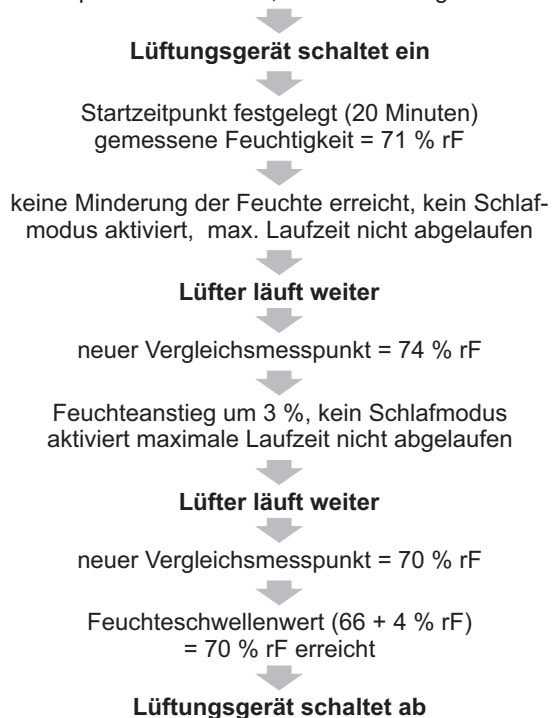 Lüftungsgerät schaltet ein
Startzeitpunkt festgelegt (20 Minuten)
gemessene Feuchtigkeit = 71 % rF
keine Minderung der Feuchte erreicht, kein Schlaf-
modus aktiviert, max. Laufzeit nicht abgelaufen
Lüfter läuft weiter
neuer Vergleichsmesspunkt = 74 % rF
Feuchteanstieg um 3 %, kein Schlafmodus
aktiviert maximale Laufzeit nicht abgelaufen
Lüfter läuft weiter
neuer Vergleichsmesspunkt = 70 % rF
Feuchteschwellenwert (66 + 4 % rF)
= 70 % rF erreicht
Lüftungsgerät schaltet ab